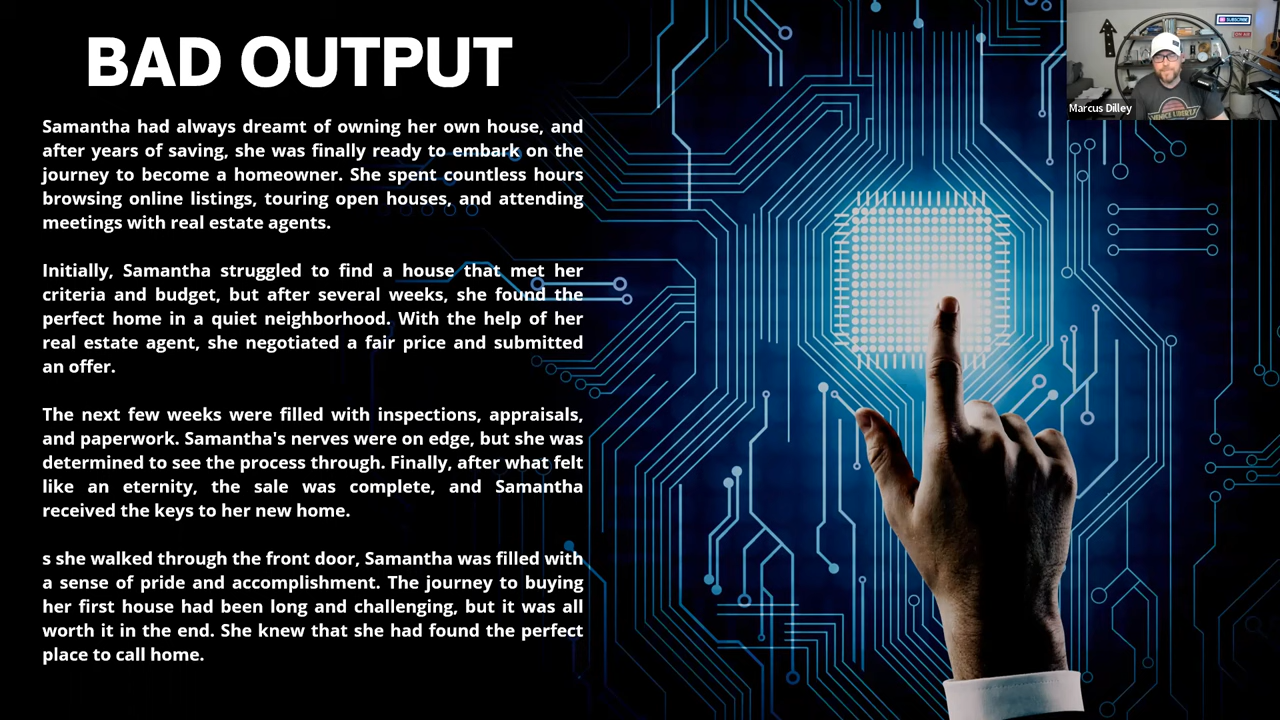 BAD OUTPUT
Samantha had always dreamt of owning her own house, and
after years of saving, she was finally ready to embark on the
journey to become a homeowner. She spent countless hours
browsing online listings, touring open houses, and attending
meetings with real estate agents.
Initially, Samantha struggled to find a house that met her
criteria and budget, but after several weeks, she found the
perfect home in a quiet neighborhood. With the help of her
real estate agent, she negotiated a fair price and submitted
an offer.
The next few weeks were filled with inspections, appraisals,
and paperwork. Samantha's nerves were on edge, but she was
determined to see the process through. Finally, after what felt
like an eternity, the sale was complete, and Samantha
received the keys to her new home.
s she walked through the front door, Samantha was filled with
a sense of pride and accomplishment. The journey to buying
her first house had been long and challenging, but it was all
worth it in the end. She knew that she had found the perfect
place to call home.
SUBSCRIBE
ON AIR
Marcus Dilley